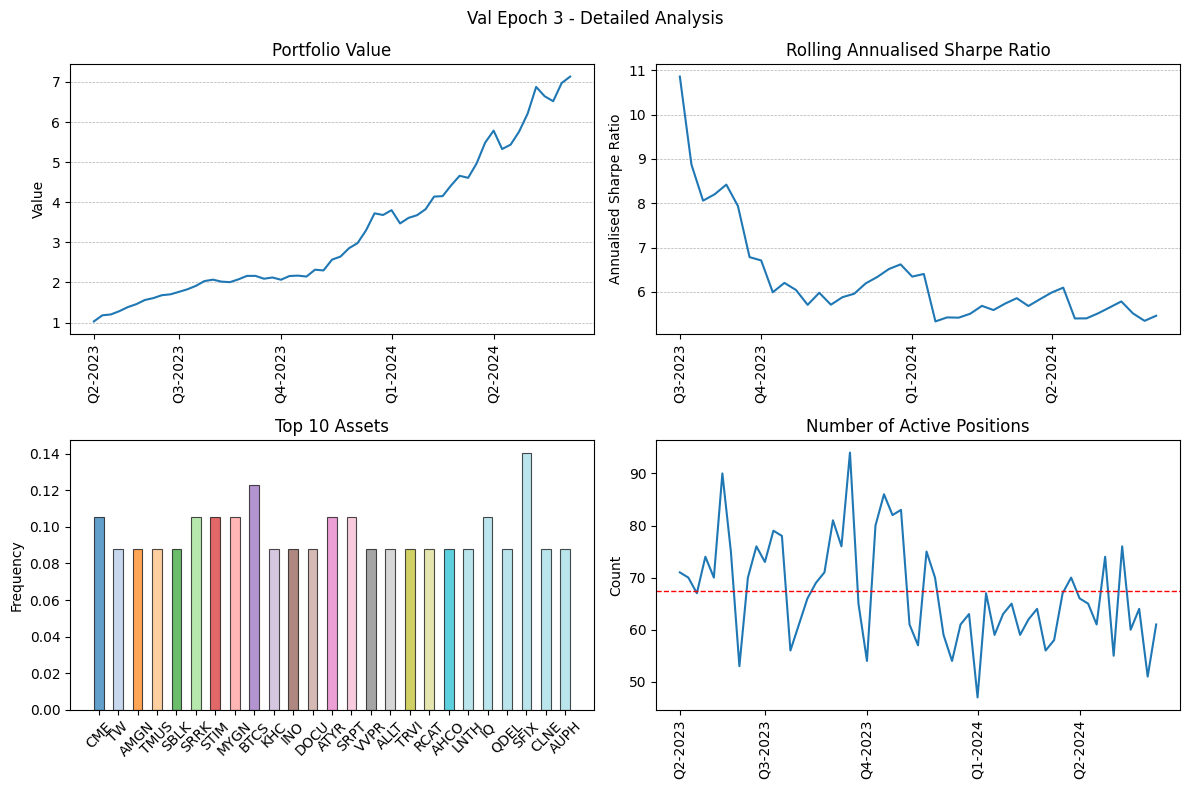 Val Epoch 3 - Detailed Analysis
Portfolio Value
Value
7
6
5
4
3
2
1
Q2-2023
Q3-2023
Q4-2023
Q1-2024
Q2-2024
Rolling Annualised Sharpe Ratio
Annualised Sharpe Ratio
11
10
9
8
7
6
Q3-2023
Q4-2023
Q1-2024
Q2-2024
Top 10 Assets
Frequency
0.14
0.12
0.10
0.08
0.06
0.04
0.02
0.00
CME
TW
AMGN
TMUS
SBLK
SRRK
STIM
MYGN
BTCS
KHC
INO
DOCU
ATYR
SRPT
VVPR
ALLT
TRVI
RCAT
AHCO
LNTH
IQ
QDEL
SFIX
CLNE
AUPH
Number of Active Positions
Count
90
80
70
60
50
Q2-2023
Q3-2023
Q4-2023
Q1-2024
Q2-2024